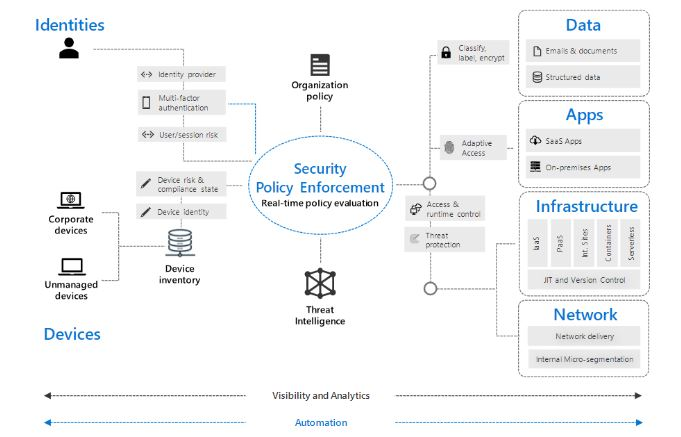 Identities
Identity provider
Multi-factor
authentication
User/session risk
Device risk &
compliance state
Device identity
Corporate
devices
Unmanaged
devices
Device
inventory
Devices
Organization
policy
Security
Policy Enforcement
Real-time policy evaluation
Threat
Intelligence
Classify,
label, encrypt
Adaptive
Access
Access &
runtime control
Threat
protection
Data
Emails & documents
Structured data
Apps
SaaS Apps
On-premises Apps
Infrastructure
IaaS
PaaS
Int. Sites
Containers
Serverless
JIT and Version Control
Network
Network delivery
Internal Micro-segmentation
Visibility and Analytics
Automation